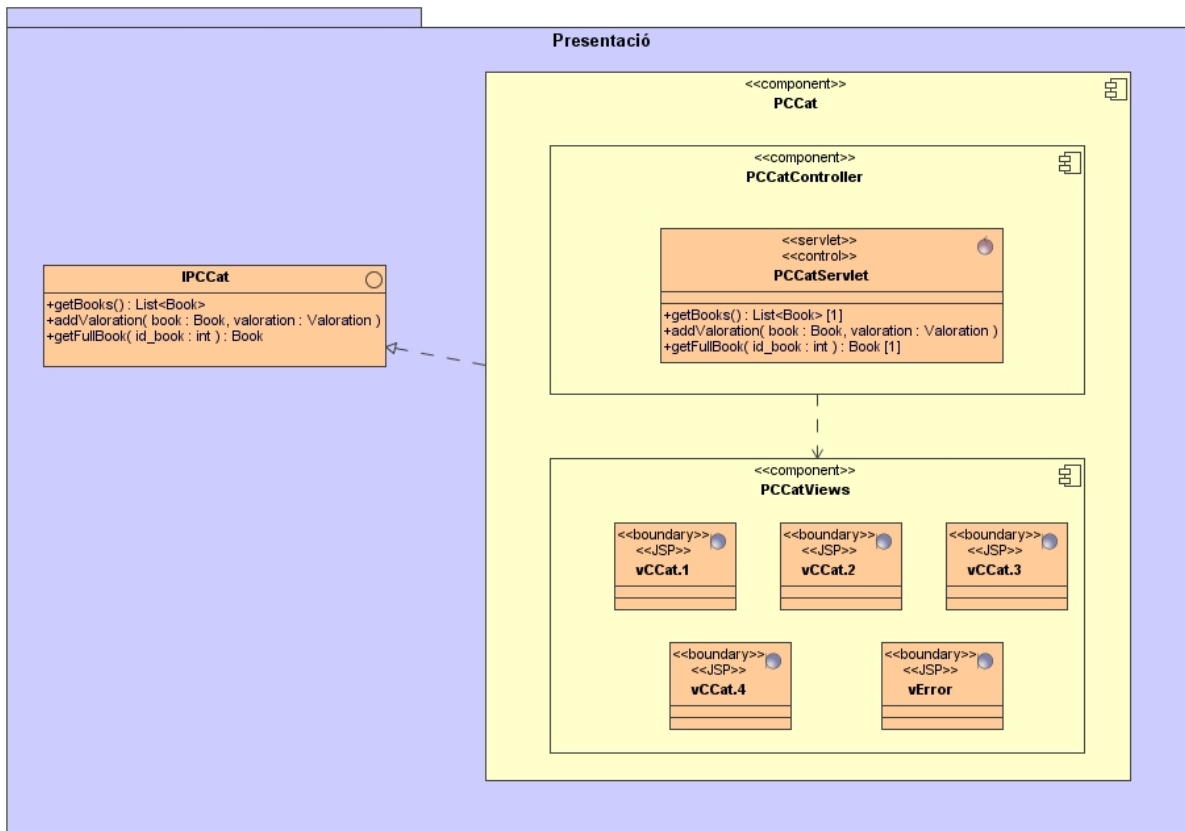 Presentació
<<component>>
PCCat
<<component>>
PCCatController
<<servlet>>
<<control>>
PCCatServlet
+getBooks() : List<Book> [1]
+addValoration( book : Book, valoration : Valoration )
+getFullBook( id_book : int ) : Book [1]
IPCCat
+getBooks() : List<Book>
+addValoration( book : Book, valoration : Valoration )
+getFullBook( id_book : int ) : Book
<<component>>
PCCatViews
<<boundary>>
<<JSP>>
vCCat.1
<<boundary>>
<<JSP>>
vCCat.2
<<boundary>>
<<JSP>>
vCCat.3
<<boundary>>
<<JSP>>
vCCat.4
<<boundary>>
<<JSP>>
vError